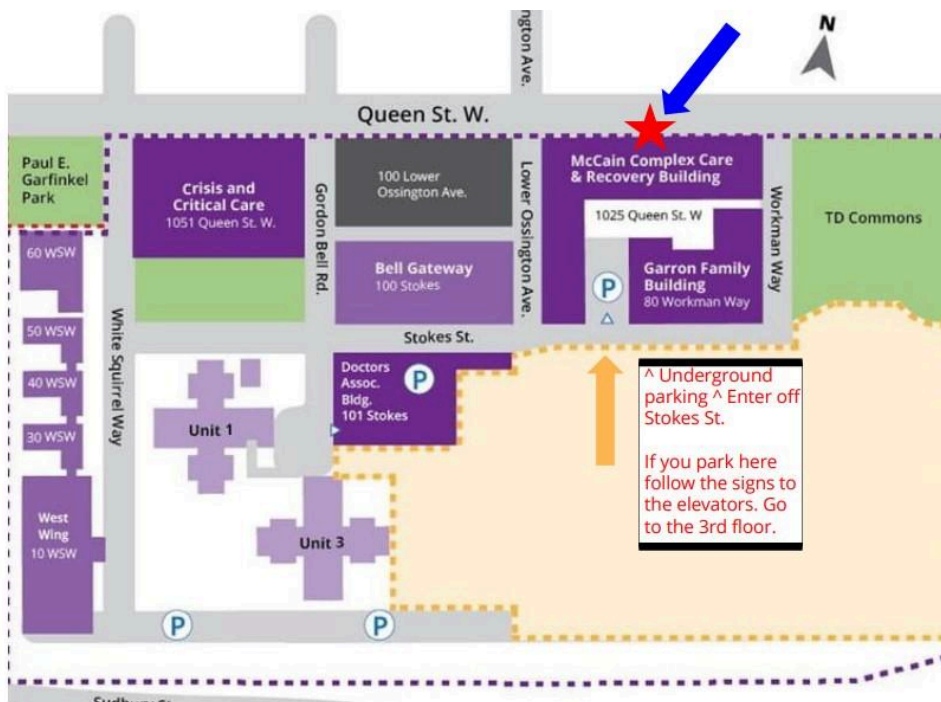 ngton Ave.
N
Queen St. W.
Paul E.
Garfinkel
Park
Crisis and
Critical Care
1051 Queen St. W.
Gordon Bell Rd.
100 Lower
Ossington Ave.
Lower Ossington Ave.
McCain Complex Care
& Recovery Building
1025 Queen St. W
Workman Way
TD Commons
60 WSW
Bell Gateway
100 Stokes
P
Garron Family
Building
80 Workman Way
White Squirrel Way
50 WSW
Stokes St.
40 WSW
Doctors
Assoc.
Bldg.
101 Stokes
P
^ Underground
parking ^ Enter off
Stokes St.
If you park here
follow the signs to
the elevators. Go
to the 3rd floor.
30 WSW
Unit 1
West
Wing
10 WSW
Unit 3
P
P